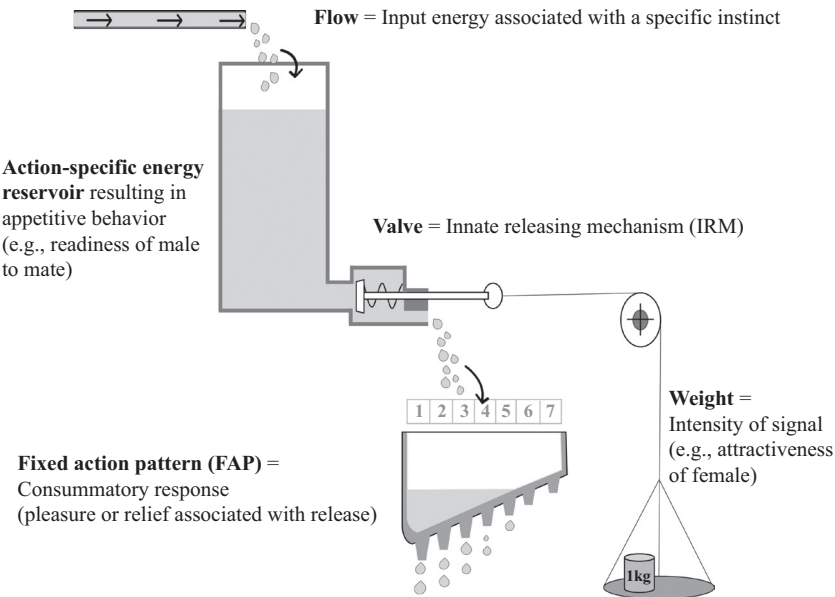 Flow = Input energy associated with a specific instinct
Action-specific energy
reservoir resulting in
appetitive behavior
(e.g., readiness of male
to mate)
Valve = Innate releasing mechanism (IRM)
1 2 3 4 5 6 7
Weight =
Intensity of signal
(e.g., attractiveness
of female)
Fixed action pattern (FAP) =
Consummatory response
(pleasure or relief associated with release)
1kg